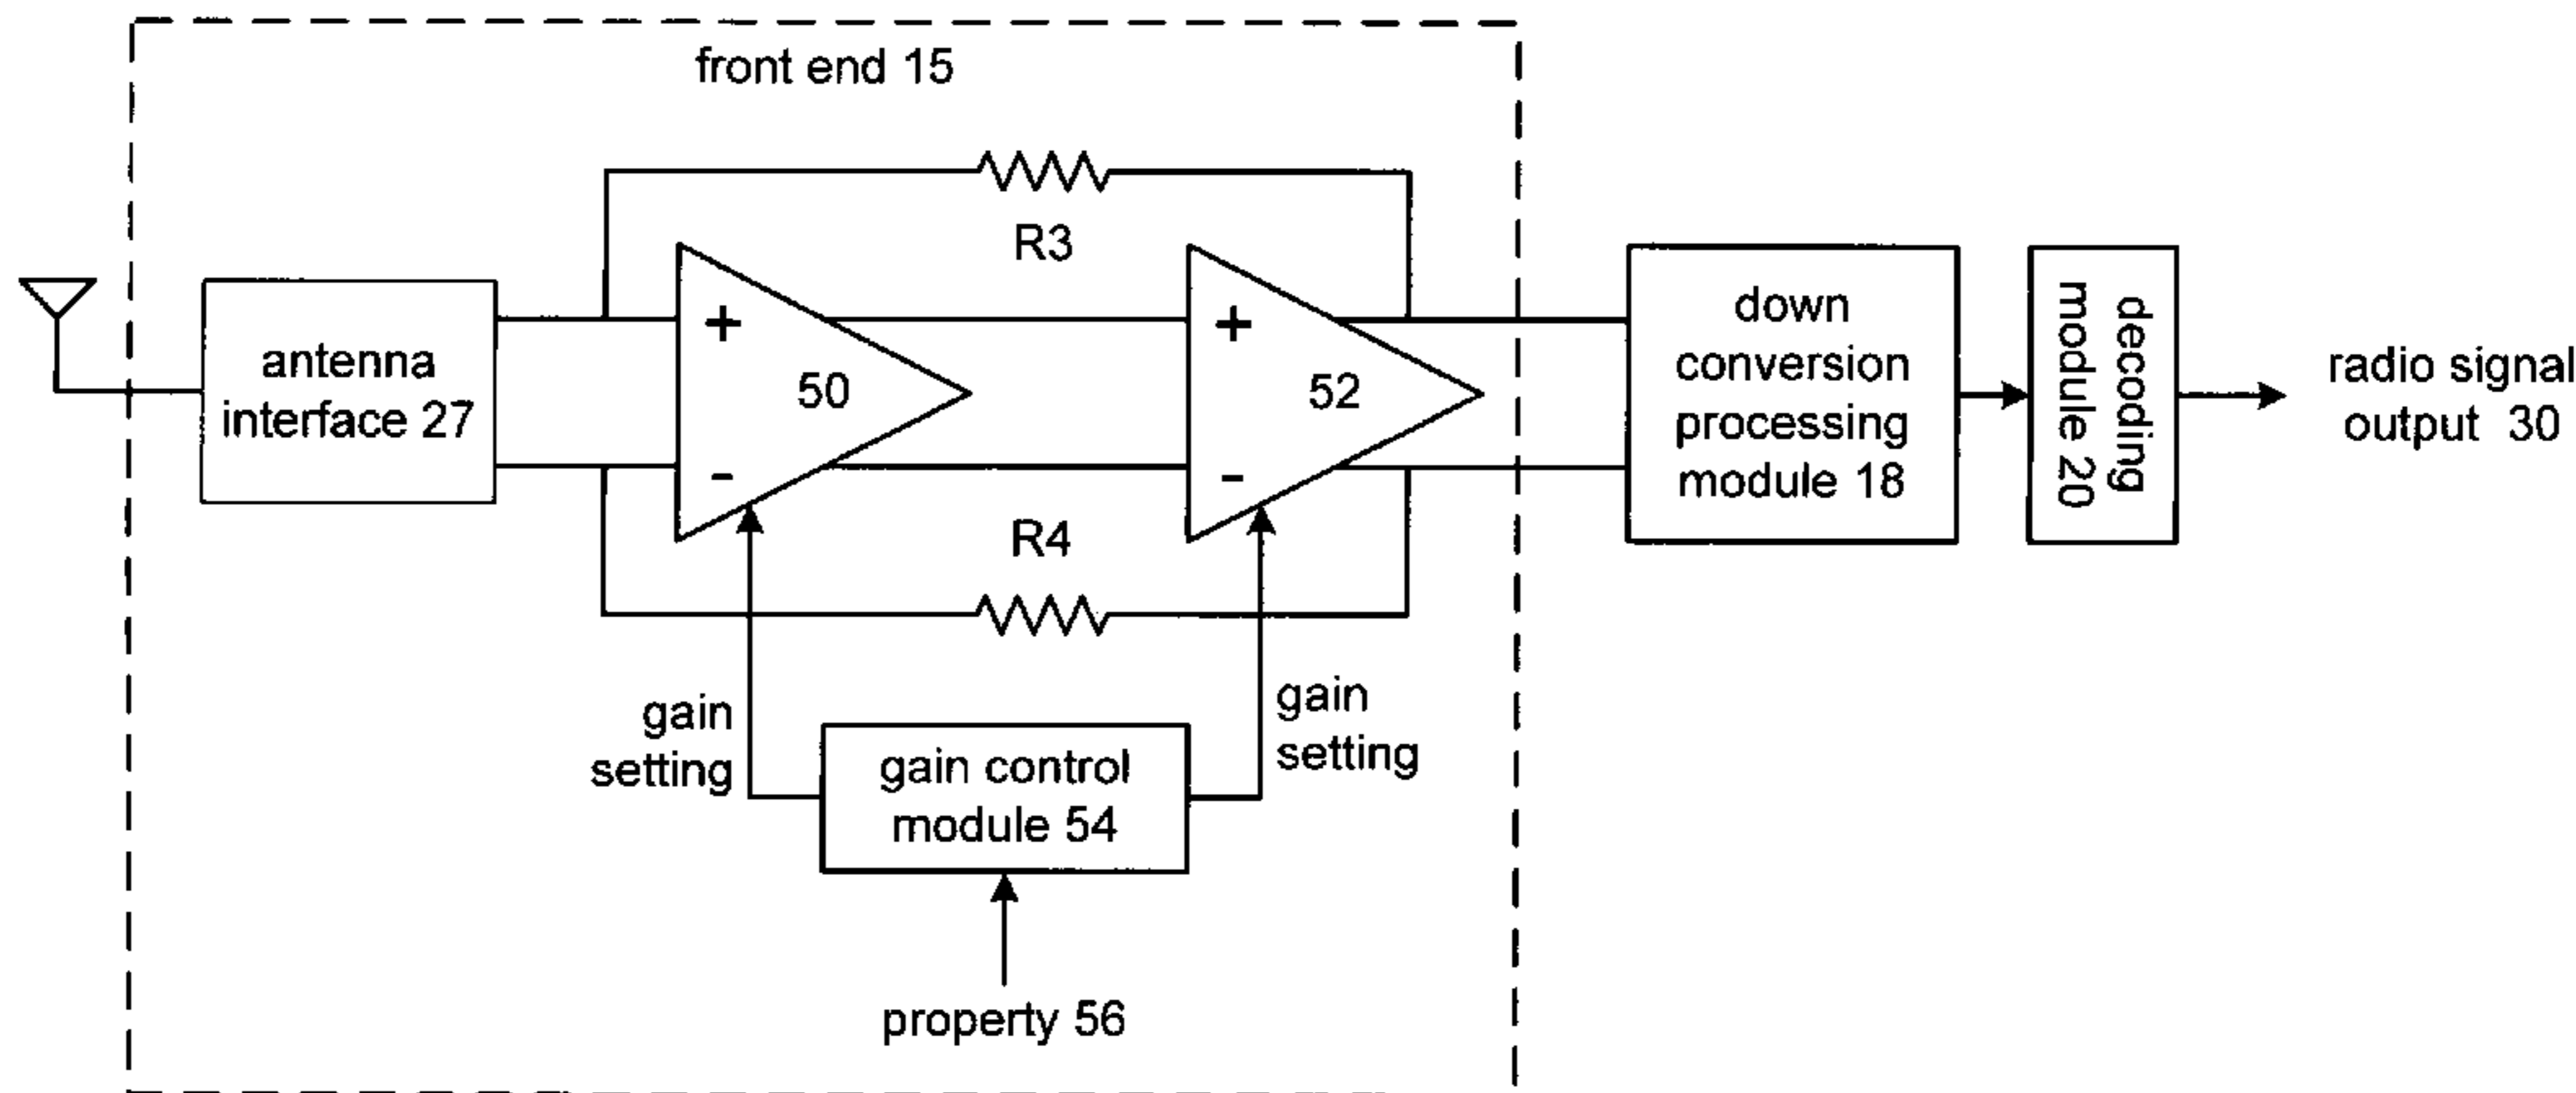 front end 15
R3
antenna
interface 27
+
-
50
+
-
52
R4
down
conversion
processing
module 18
decoding
module 20
radio signal
output 30
gain
setting
gain control
module 54
gain
setting
property 56